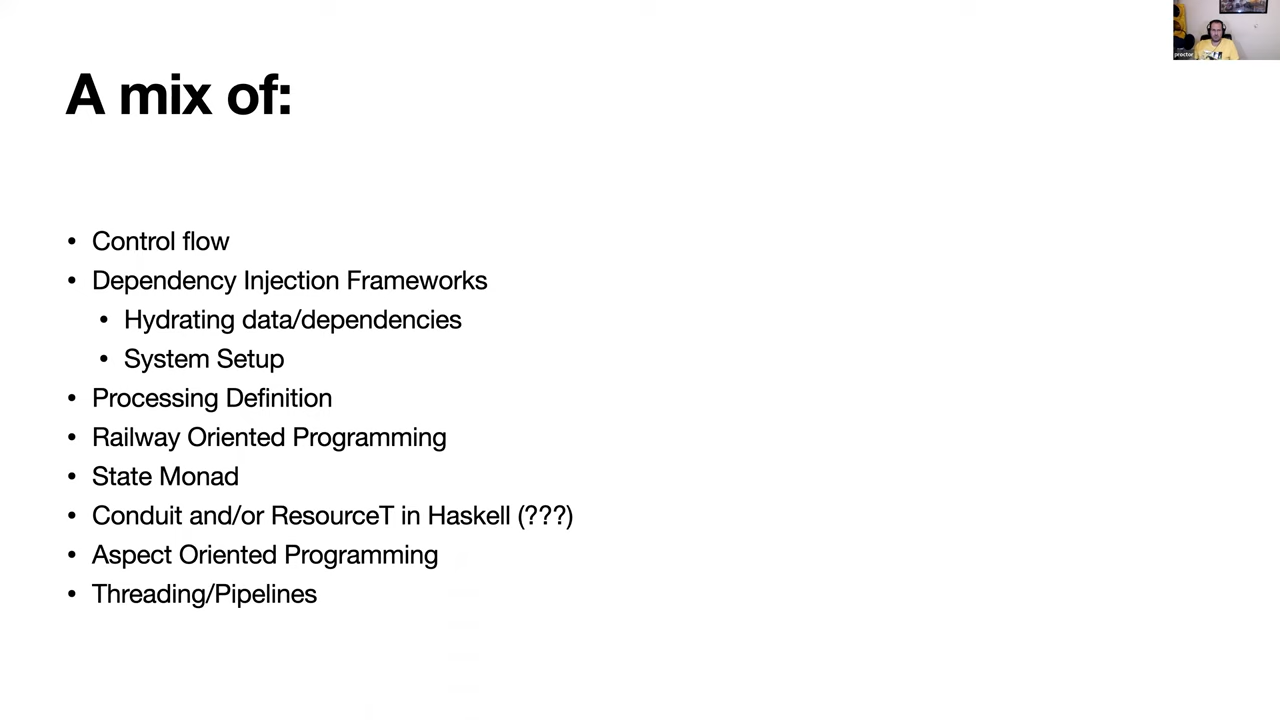 A mix of:
• Control flow
• Dependency Injection Frameworks
• Hydrating data/dependencies
• System Setup
• Processing Definition
• Railway Oriented Programming
• State Monad
• Conduit and/or ResourceT in Haskell (???)
• Aspect Oriented Programming
• Threading/Pipelines
proctor